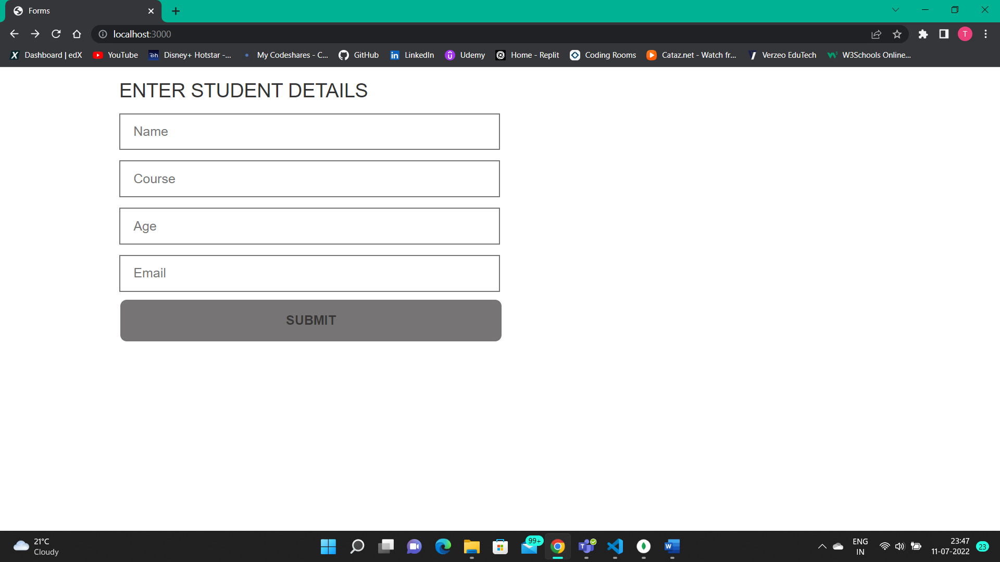 Forms
localhost:3000
T
Dashboard | edX YouTube Disney+ Hotstar -... My Codeshares - C... GitHub LinkedIn Udemy Home - Replit Coding Rooms Cataz.net - Watch fr... Verzeo EduTech W3Schools Online...
ENTER STUDENT DETAILS
Name
Course
Age
Email
SUBMIT
21°C
Cloudy
99+
ENG
IN
23:47
11-07-2022
23